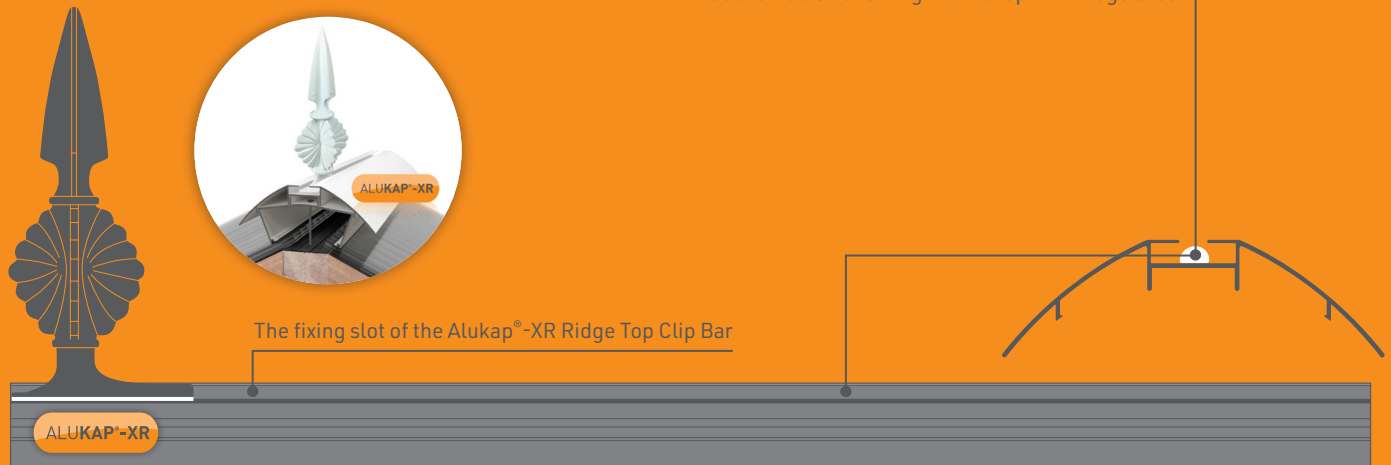 ALUKAP®-XR
The fixing slot of the Alukap®-XR Ridge Top Clip Bar
ALUKAP®-XR